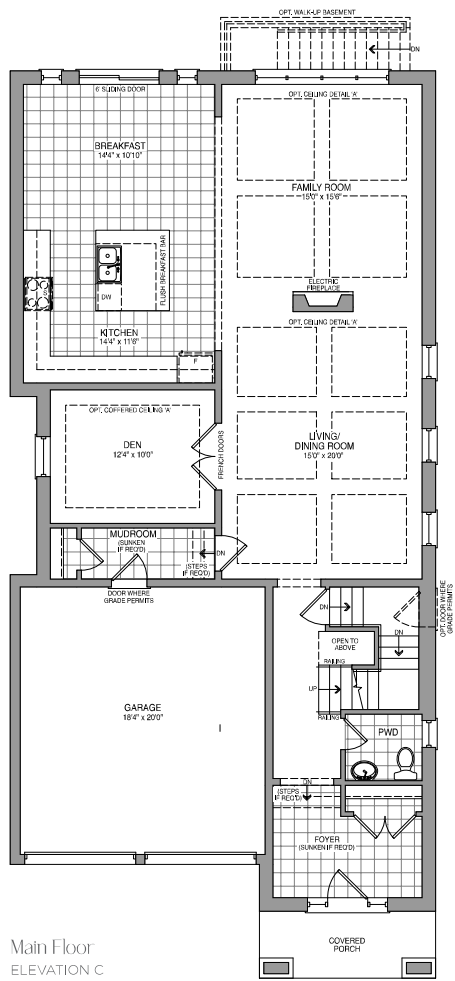 OPT. WALK-UP BASEMENT
DN
6' SLIDING DOOR
OPT. CEILING DETAIL 'A'
BREAKFAST
14'4" x 10'10"
FAMILY ROOM
15'0" x 15'6"
FLUSH BREAKFAST BAR
DW
ELECTRIC
FIREPLACE
KITCHEN
14'4" x 11'6"
OPT. CEILING DETAIL 'A'
F
OPT. COFFERED CEILING 'A'
DEN
12'4" x 10'0"
FRENCH DOORS
LIVING/
DINING ROOM
15'0" x 20'0"
MUDROOM
(SUNKEN
IF REQ'D)
DN
(STEPS
IF REQ'D)
DOOR WHERE
GRADE PERMITS
DN
OPT. DOOR WHERE
GRADE PERMITS
DN
OPEN TO
ABOVE
RAILING
UP
RAILING
GARAGE
18'4" x 20'0"
PWD
DN
(STEPS
IF REQ'D)
FOYER
(SUNKEN IF REQ'D)
COVERED
PORCH
Main Floor
ELEVATION C